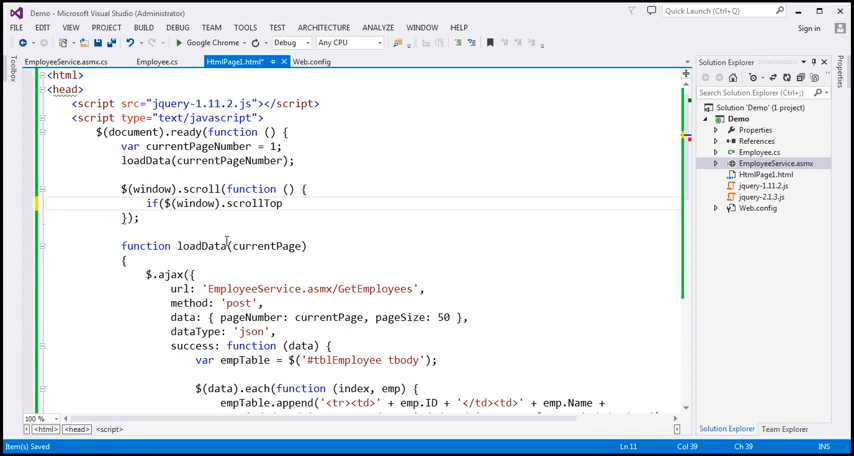 Demo - Microsoft Visual Studio (Administrator)
Quick Launch (Ctrl+Q)
FILE EDIT VIEW PROJECT BUILD DEBUG TEAM TOOLS TEST ARCHITECTURE ANALYZE WINDOW HELP
Sign in
Google Chrome Debug Any CPU
Toolbox
EmployeeService.asmx.cs Employee.cs HtmlPage1.html* Web.config
<html>
<head>
<script src="jquery-1.11.2.js"></script>
<script type="text/javascript">
$(document).ready(function () {
var currentPageNumber = 1;
loadData(currentPageNumber);
$(window).scroll(function () {
if($(window).scrollTop
});
function loadData(currentPage)
{
$.ajax({
url: 'EmployeeService.asmx/GetEmployees',
method: 'post',
data: { pageNumber: currentPage, pageSize: 50 },
dataType: 'json',
success: function (data) {
var empTable = $('#tblEmployee tbody');
$(data).each(function (index, emp) {
empTable.append('<tr><td>' + emp.ID + '</td><td>' + emp.Name +
100 %
<html> <head> <script>
Solution Explorer
Search Solution Explorer (Ctrl+;)
Solution 'Demo' (1 project)
Demo
Properties
References
Employee.cs
EmployeeService.asmx
HtmlPage1.html
jquery-1.11.2.js
jquery-2.1.3.js
Web.config
Solution Explorer Team Explorer
Properties
Item(s) Saved Ln 11 Col 39 Ch 39 INS